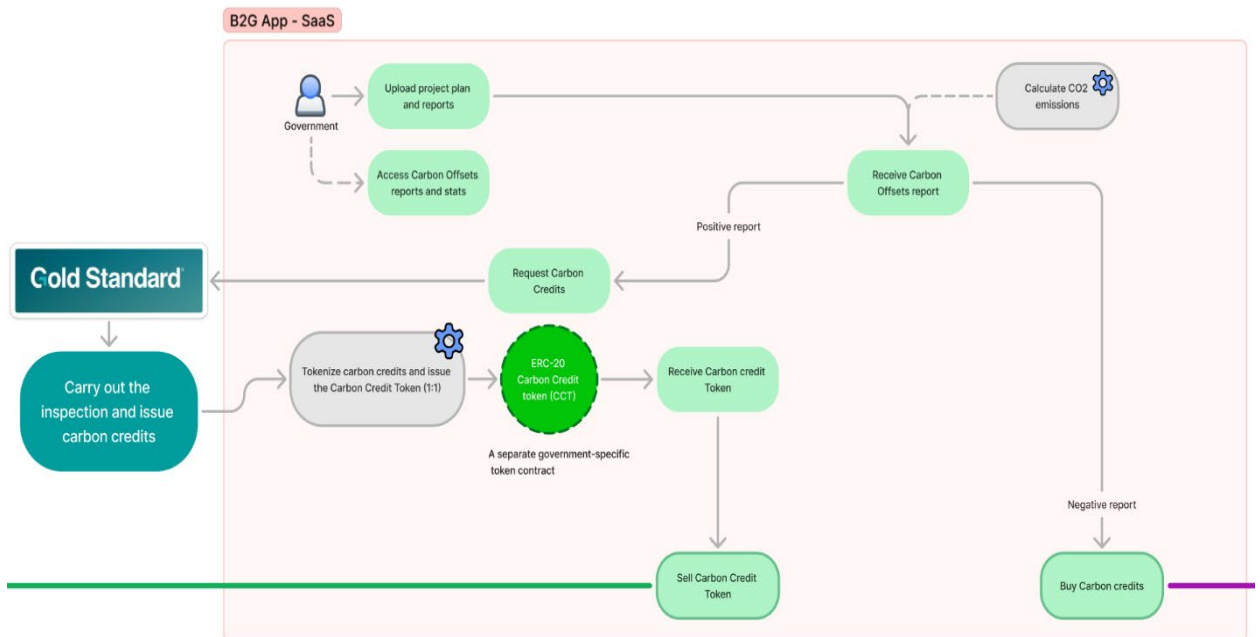 B2G App - SaaS
Upload project plan
and reports
Calculate CO2
emissions
Government
Access Carbon Offsets
reports and stats
Receive Carbon
Offsets report
Positive report
Gold Standard
Request Carbon
Credits
Tokenize carbon credits and issue
the Carbon Credit Token (1:1)
ERC-20
Carbon Credit
token (CCT)
Receive Carbon credit
Token
Carry out the
inspection and issue
carbon credits
A separate government-specific
token contract
Negative report
Sell Carbon Credit
Token
Buy Carbon credits